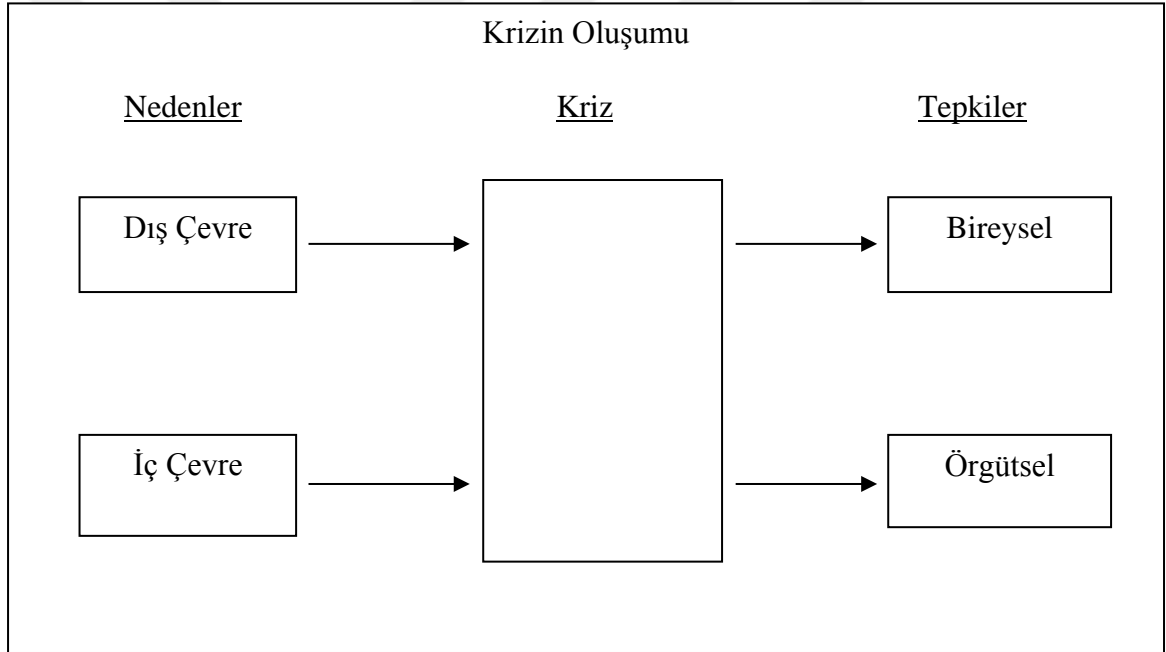 Krizin Oluşumu
Nedenler Kriz Tepkiler
Dış Çevre Bireysel
İç Çevre Örgütsel